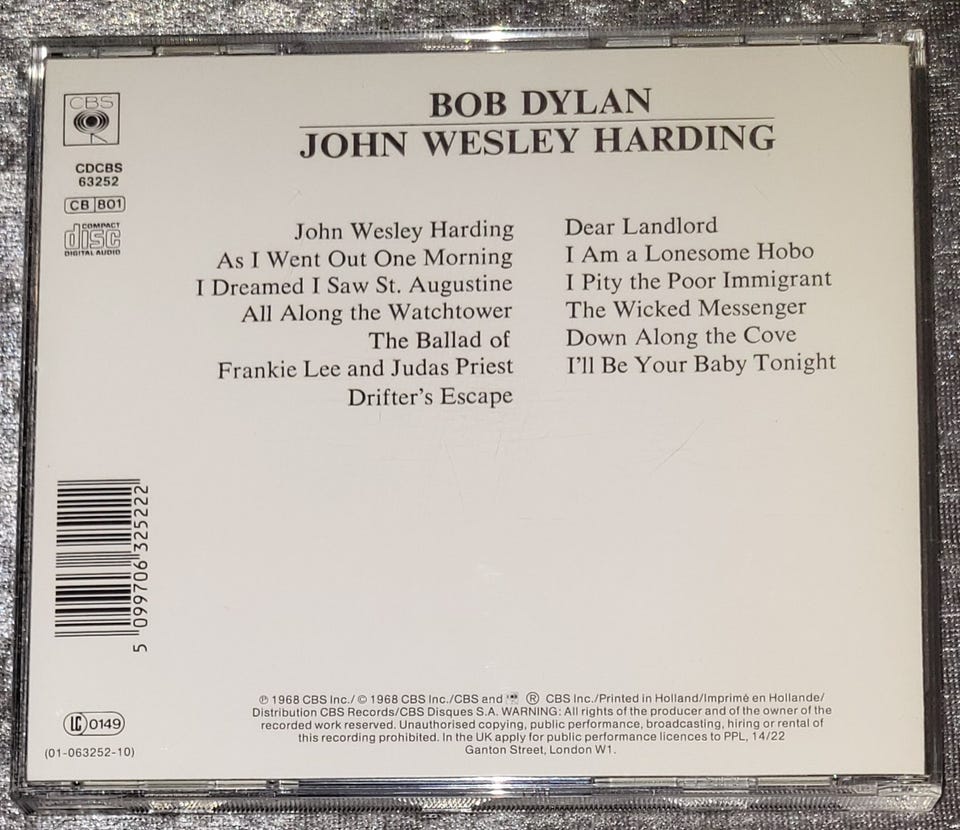 BOB DYLAN
JOHN WESLEY HARDING
CBS
CDCBS
63252
CB 801
COMPACT
disc
DIGITAL AUDIO
John Wesley Harding
As I Went Out One Morning
I Dreamed I Saw St. Augustine
All Along the Watchtower
The Ballad of
Frankie Lee and Judas Priest
Drifter's Escape
Dear Landlord
I Am a Lonesome Hobo
I Pity the Poor Immigrant
The Wicked Messenger
Down Along the Cove
I'll Be Your Baby Tonight
5 099706 325222
LC 0149
(01-063252-10)
℗ 1968 CBS Inc./ © 1968 CBS Inc./CBS and ® CBS Inc./Printed in Holland/Imprimé en Hollande/
Distribution CBS Records/CBS Disques S.A. WARNING: All rights of the producer and of the owner of the
recorded work reserved. Unauthorised copying, public performance, broadcasting, hiring or rental of
this recording prohibited. In the UK apply for public performance licences to PPL, 14/22
Ganton Street, London W1.